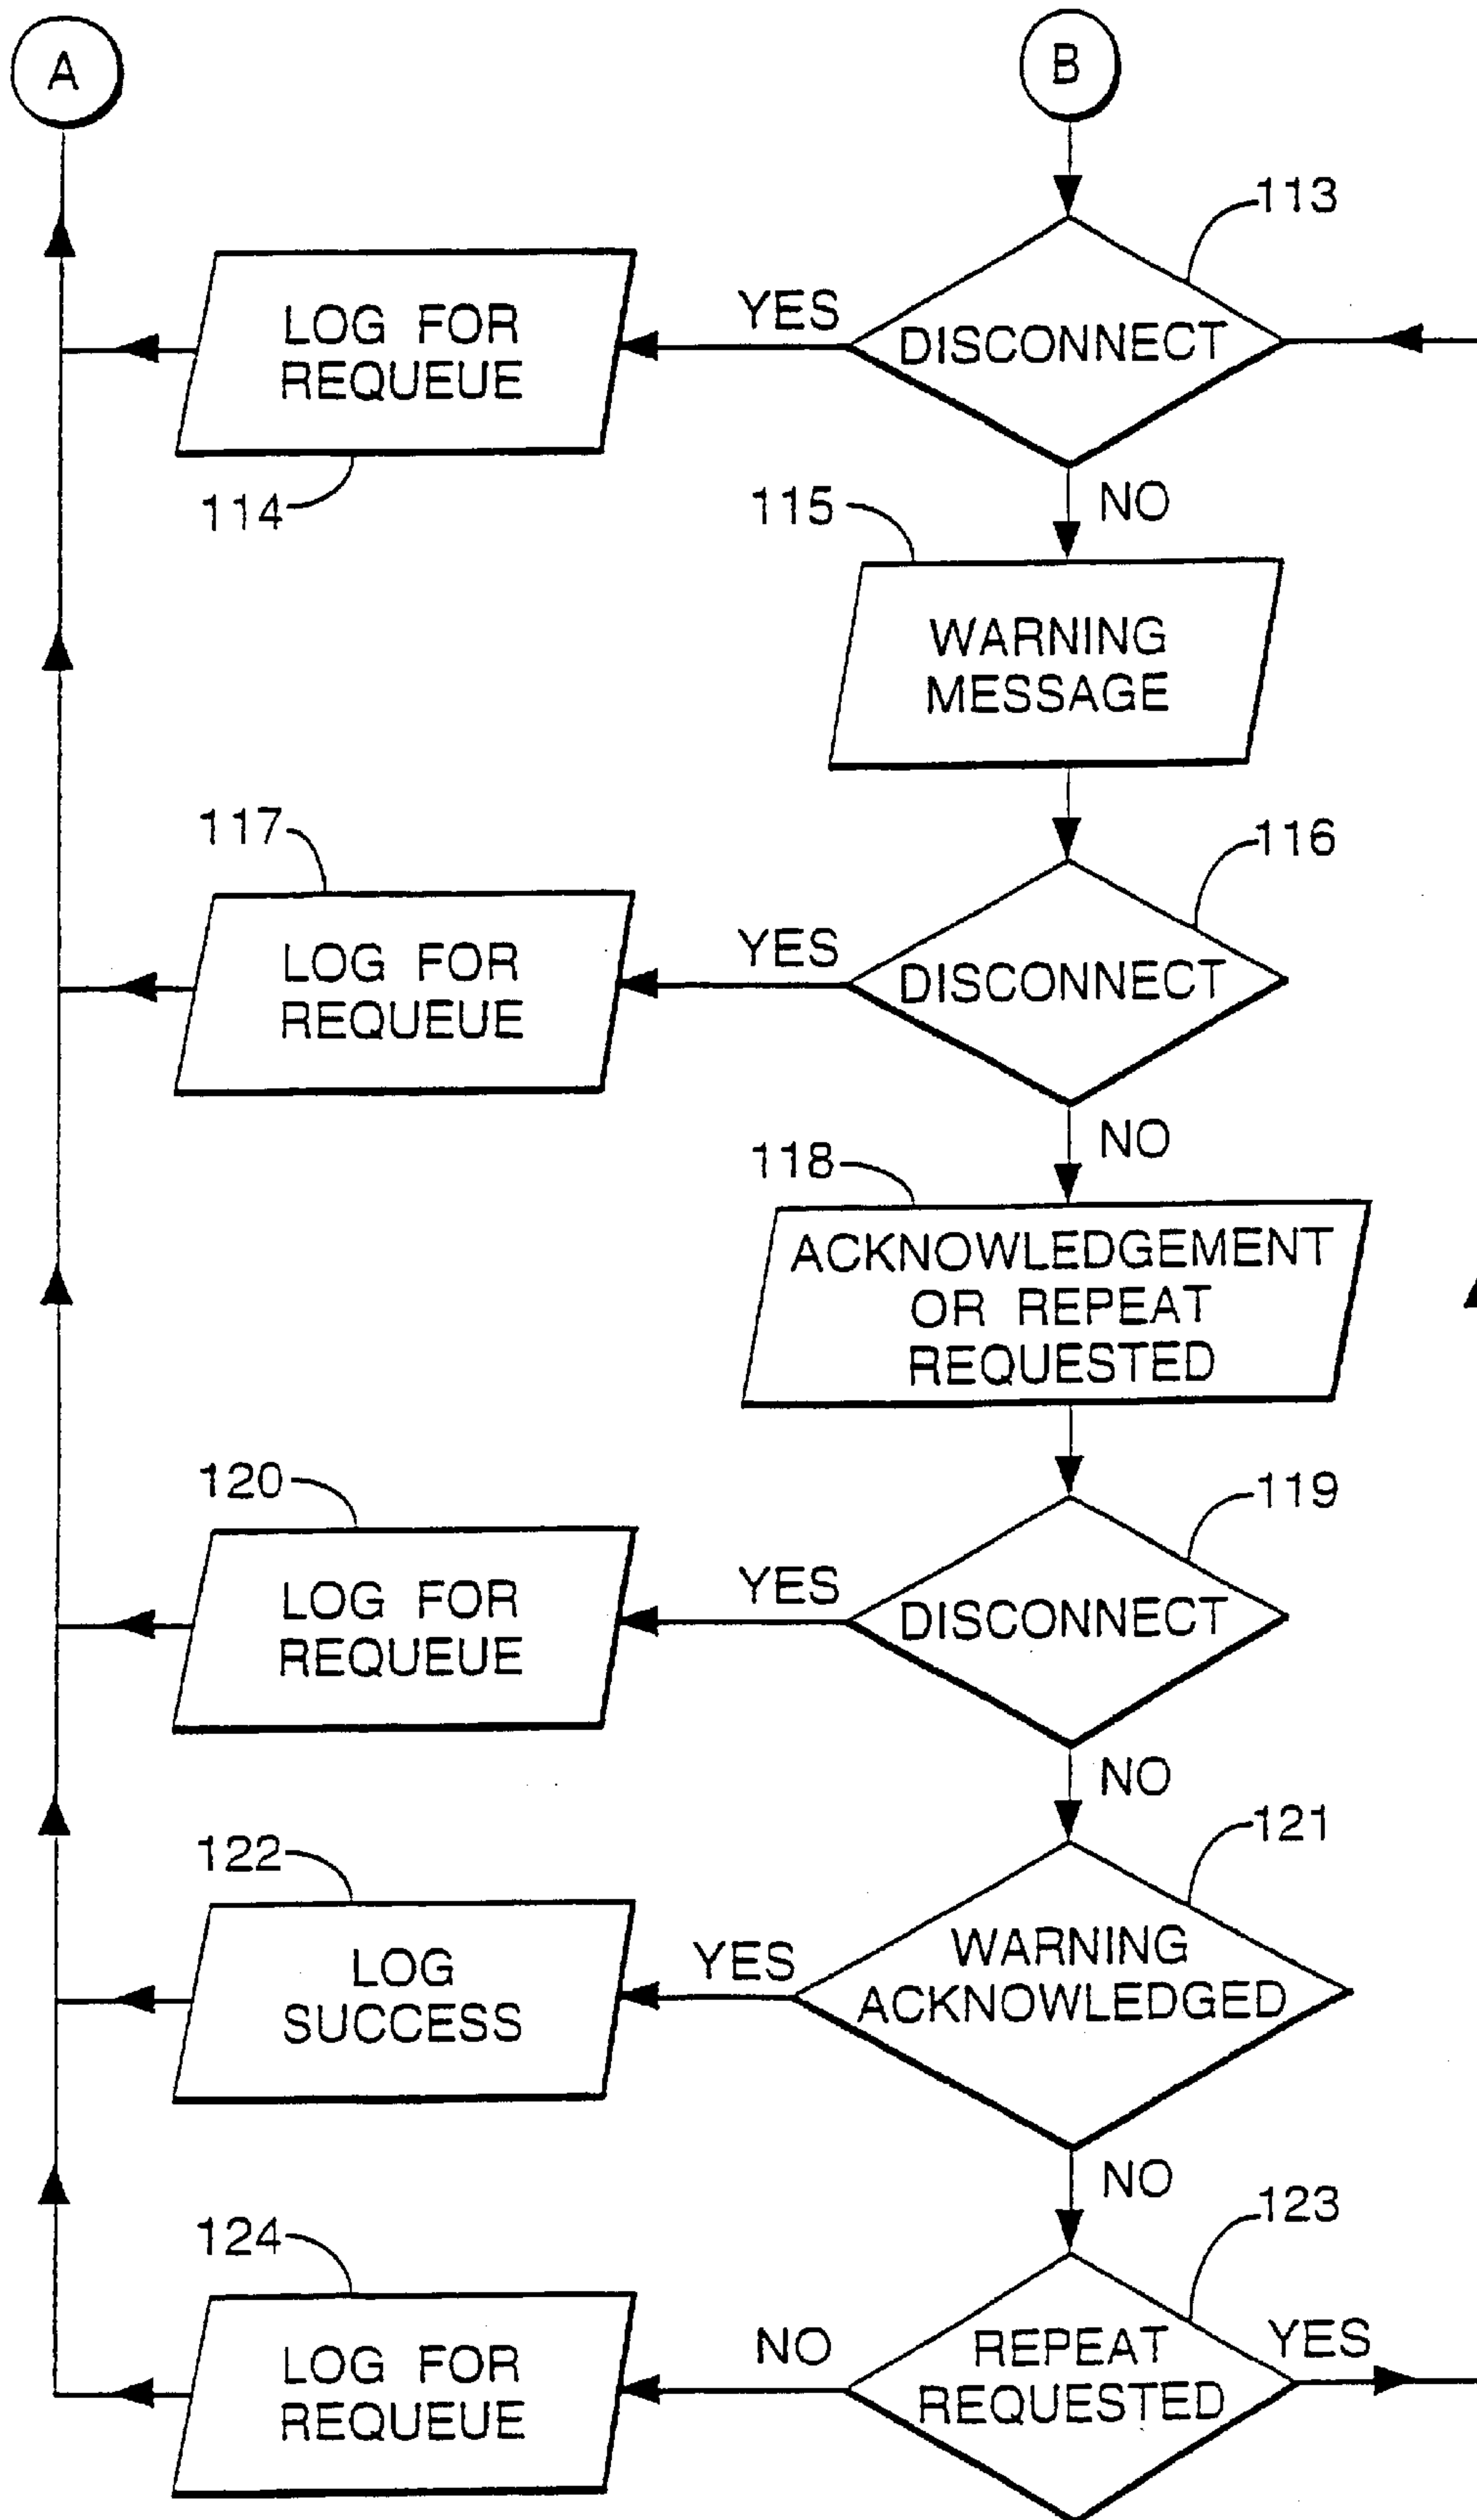 A
B
113
YES
DISCONNECT
LOG FOR
REQUEUE
114
NO
115
WARNING
MESSAGE
117
116
YES
DISCONNECT
LOG FOR
REQUEUE
NO
118
ACKNOWLEDGEMENT
OR REPEAT
REQUESTED
120
119
YES
DISCONNECT
LOG FOR
REQUEUE
NO
122
121
YES
WARNING
ACKNOWLEDGED
LOG
SUCCESS
NO
124
123
NO
REPEAT
REQUESTED
YES
LOG FOR
REQUEUE